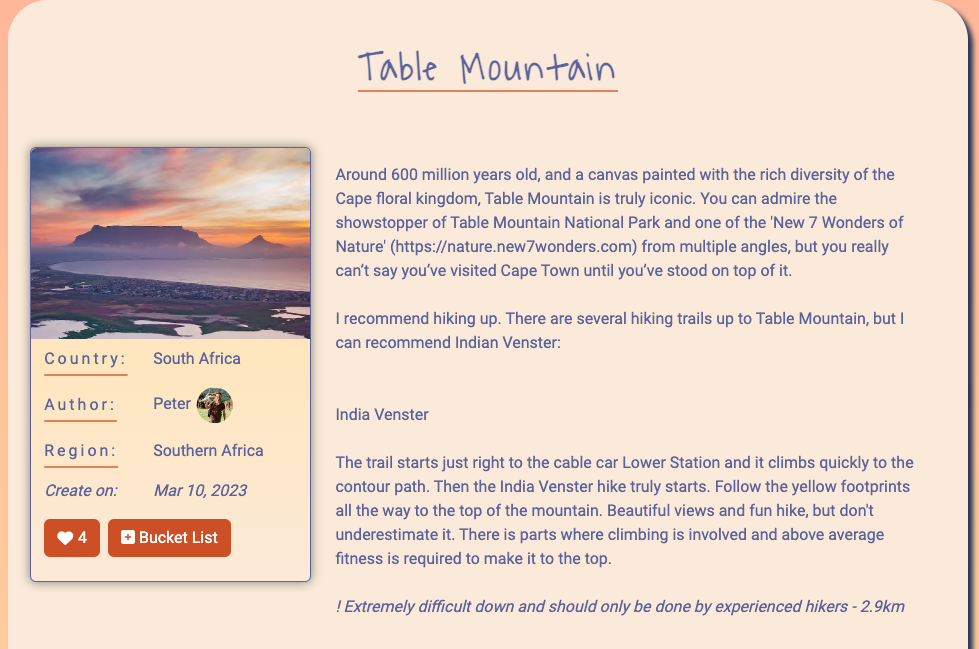 Table Mountain
Country: South Africa
Author: Peter
Region: Southern Africa
Create on: Mar 10, 2023
4 Bucket List
Around 600 million years old, and a canvas painted with the rich diversity of the
Cape floral kingdom, Table Mountain is truly iconic. You can admire the
showstopper of Table Mountain National Park and one of the 'New 7 Wonders of
Nature' (https://nature.new7wonders.com) from multiple angles, but you really
can’t say you’ve visited Cape Town until you’ve stood on top of it.
I recommend hiking up. There are several hiking trails up to Table Mountain, but I
can recommend Indian Venster:
India Venster
The trail starts just right to the cable car Lower Station and it climbs quickly to the
contour path. Then the India Venster hike truly starts. Follow the yellow footprints
all the way to the top of the mountain. Beautiful views and fun hike, but don't
underestimate it. There is parts where climbing is involved and above average
fitness is required to make it to the top.
! Extremely difficult down and should only be done by experienced hikers - 2.9km